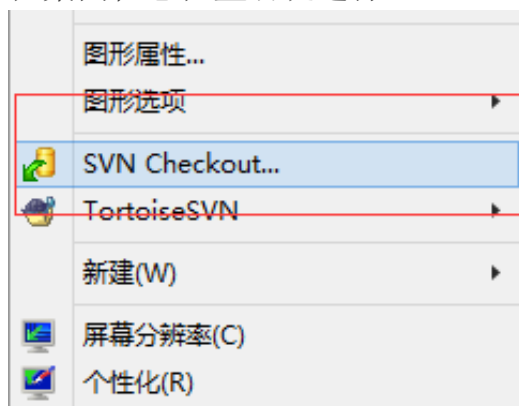 图形属性...
图形选项
SVN Checkout...
TortoiseSVN
新建(W)
屏幕分辨率(C)
个性化(R)